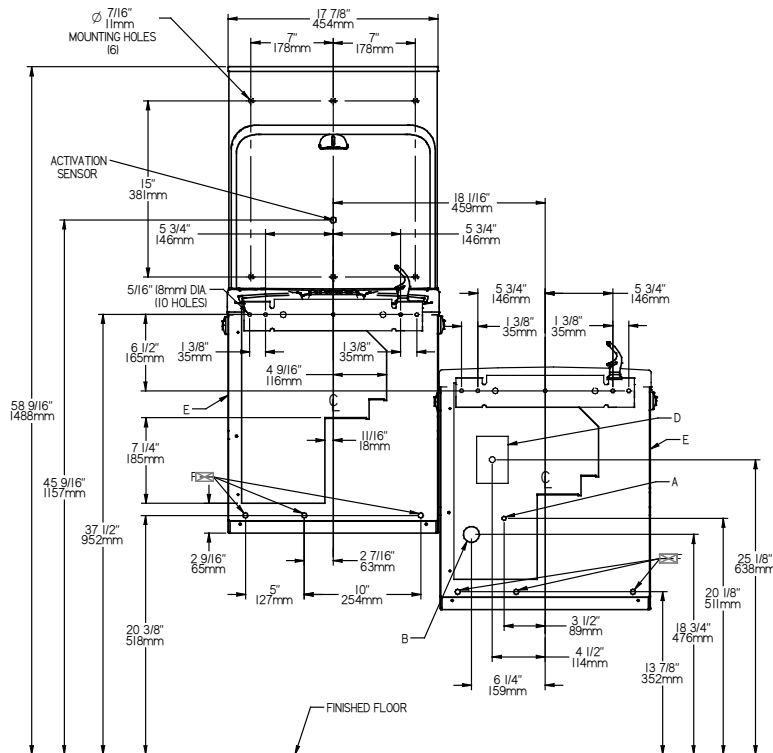 Ø 7/16"
11mm
MOUNTING HOLES
(6)
17 7/8"
454mm
7"
178mm
7"
178mm
ACTIVATION
SENSOR
15"
381mm
18 1/16"
459mm
5 3/4"
146mm
5 3/4"
146mm
5/16" (8mm) DIA.
(10 HOLES)
5 3/4"
146mm
5 3/4"
146mm
1 3/8"
35mm
1 3/8"
35mm
6 1/2"
165mm
1 3/8"
35mm
1 3/8"
35mm
4 9/16"
116mm
58 9/16"
1488mm
E
CL
D
E
11/16"
18mm
7 1/4"
185mm
45 9/16"
1157mm
CL
A
37 1/2"
952mm
F
2 9/16"
65mm
2 7/16"
63mm
25 1/8"
638mm
5"
127mm
10"
254mm
F
20 1/8"
511mm
20 3/8"
518mm
B
3 1/2"
89mm
18 3/4"
476mm
4 1/2"
114mm
13 7/8"
352mm
6 1/4"
159mm
FINISHED FLOOR